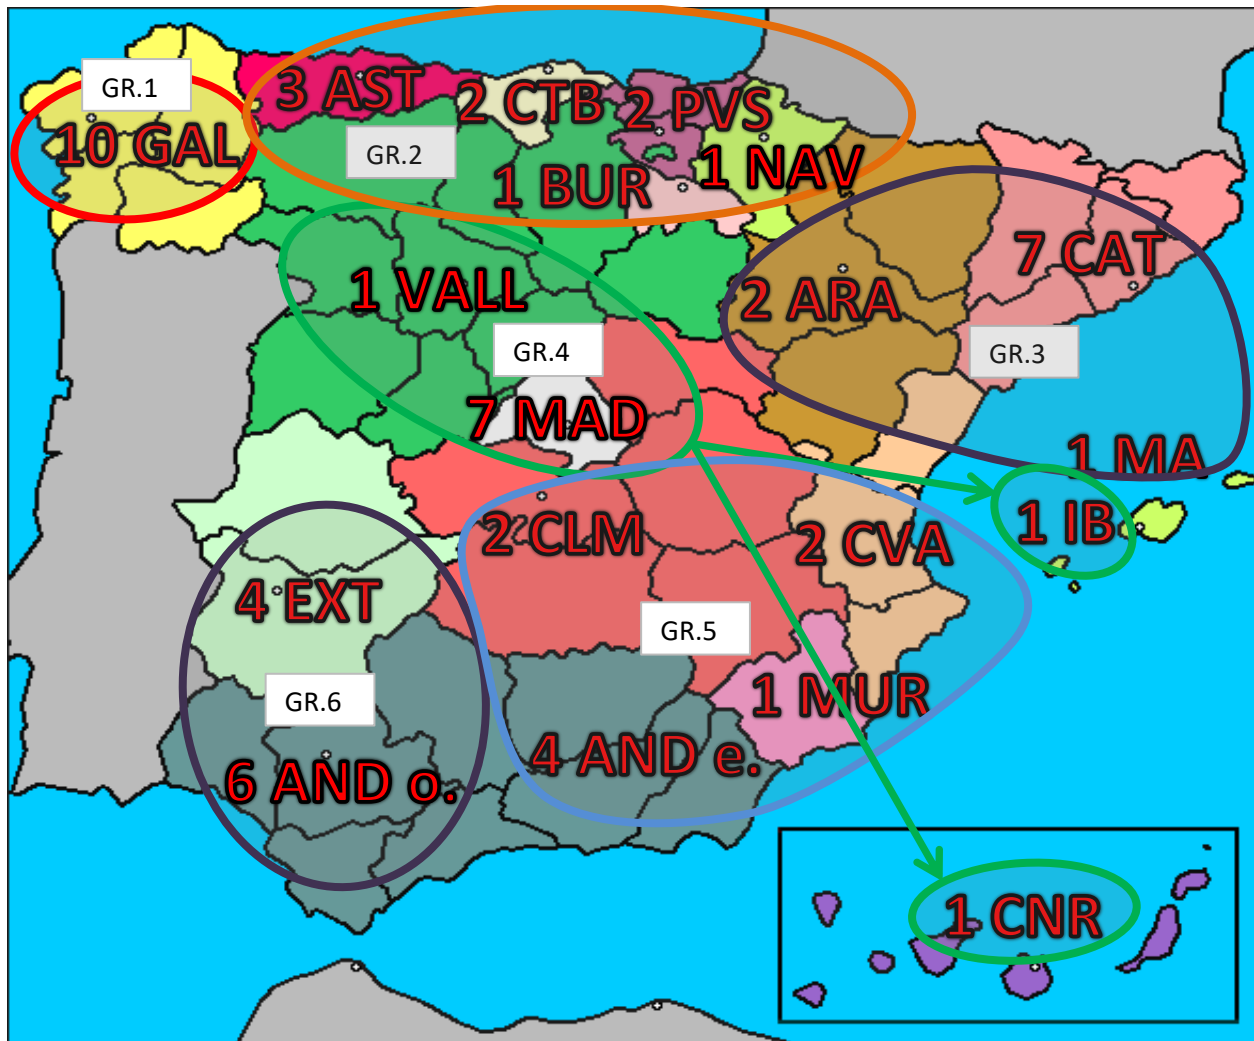 GR.1
10 GAL
3 AST
2 CTB
2 PVS
GR.2
1 BUR
1 NAV
7 CAT
2 ARA
GR.3
1 VALL
GR.4
7 MAD
1 MA
1 IB
2 CLM
2 CVA
4 EXT
GR.5
GR.6
1 MUR
6 AND o.
4 AND e.
1 CNR